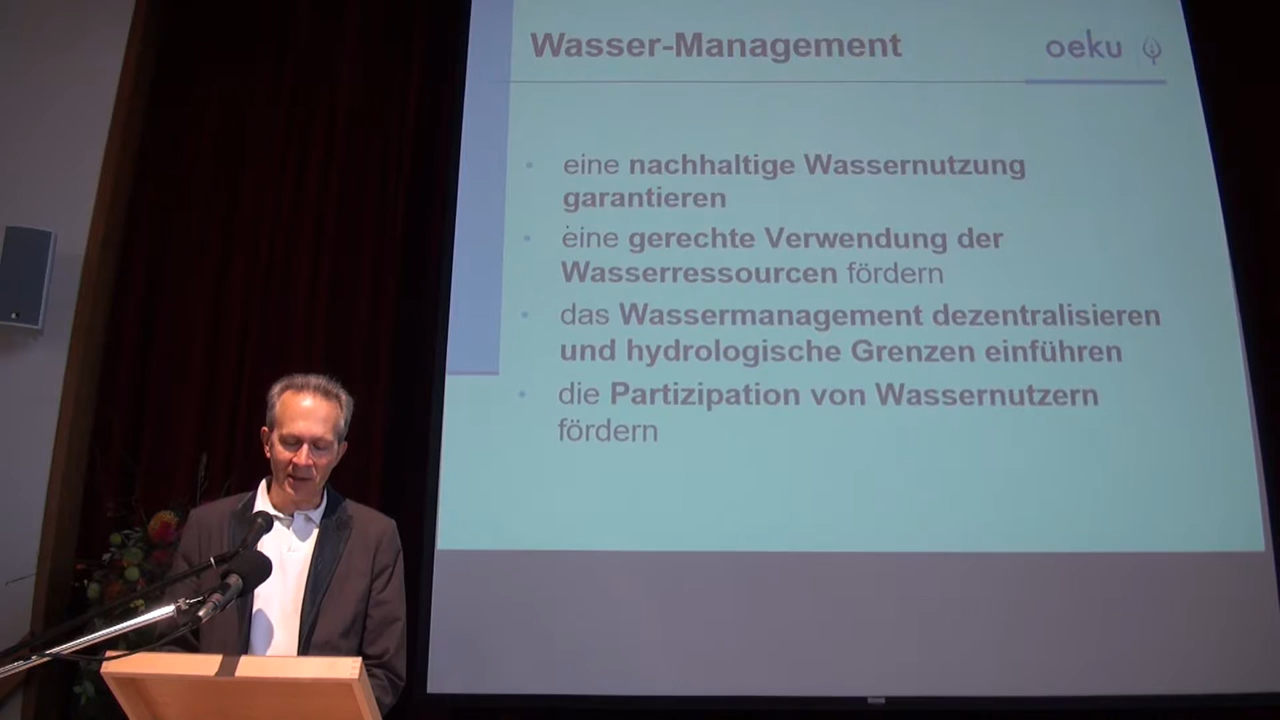 Wasser-Management
oeku
• eine nachhaltige Wassernutzung
garantieren
• eine gerechte Verwendung der
Wasserressourcen fördern
• das Wassermanagement dezentralisieren
und hydrologische Grenzen einführen
• die Partizipation von Wassernutzern
fördern